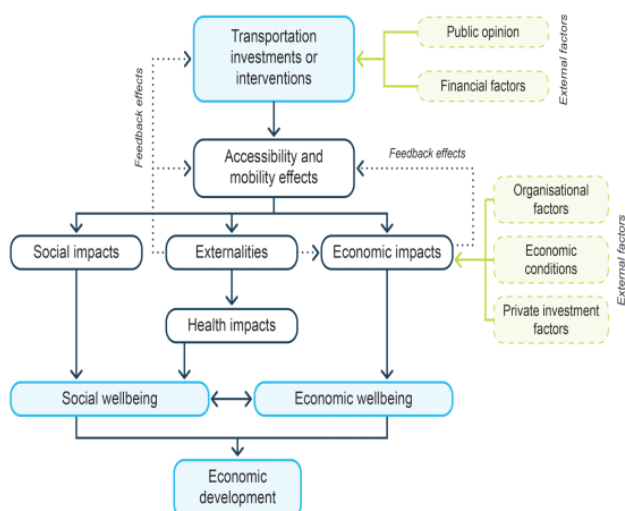 Transportation
investments or
interventions
Public opinion
Financial factors
External factors
Feedback effects
Accessibility and
mobility effects
Feedback effects
Organisational
factors
Economic
conditions
Private investment
factors
External factors
Social impacts
Externalities
Economic impacts
Health impacts
Social wellbeing
Economic wellbeing
Economic
development